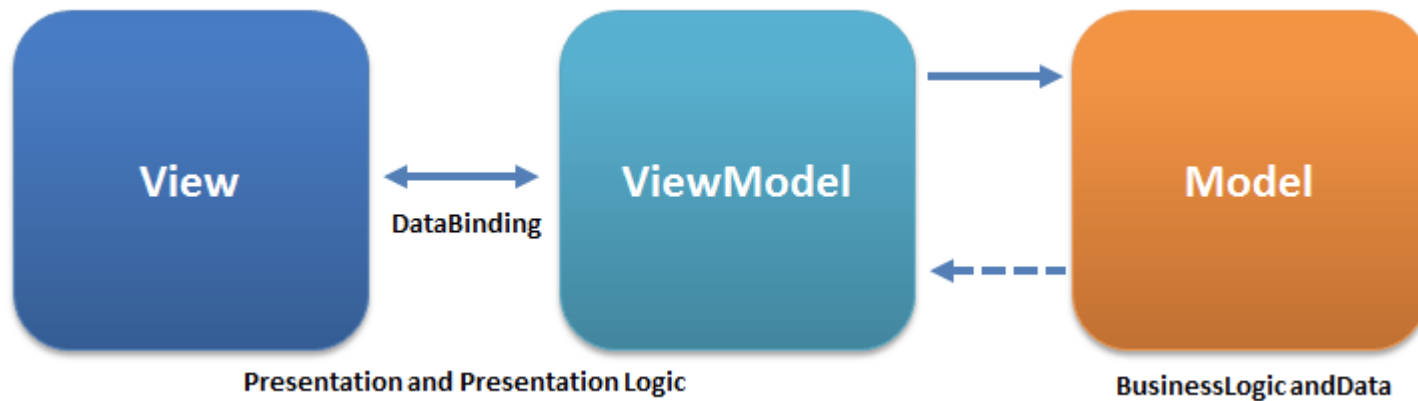 View
ViewModel
Model
DataBinding
Presentation and Presentation Logic
BusinessLogic andData